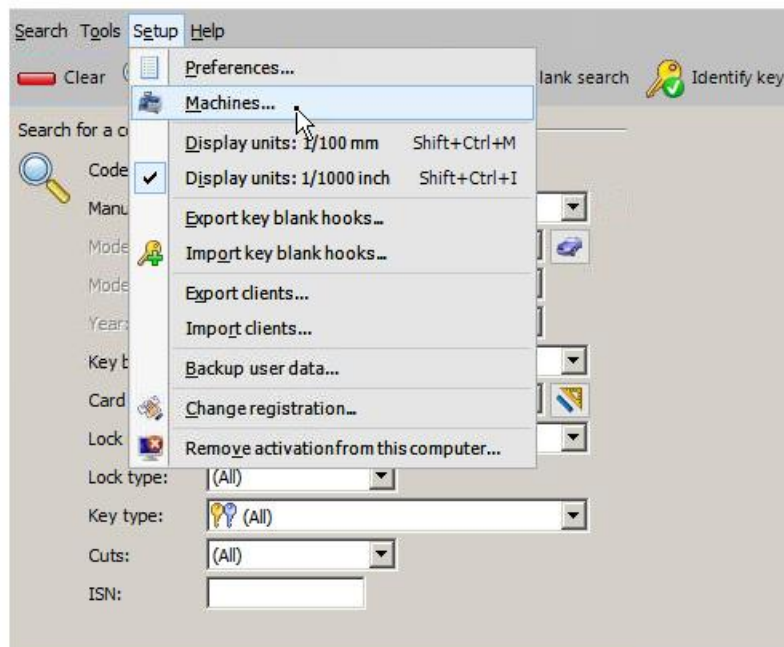 Search Tools Setup Help
Clear
Preferences...
lank search
Identify key
Machines...
Search for a co
Display units: 1/100 mm Shift+Ctrl+M
Code
Display units: 1/1000 inch Shift+Ctrl+I
Manu
Export key blank hooks...
Mode
Import key blank hooks...
Mode
Export clients...
Year:
Import clients...
Key b
Backup user data...
Card
Change registration...
Lock
Remove activation from this computer...
Lock type: (All)
Key type: (All)
Cuts: (All)
ISN: